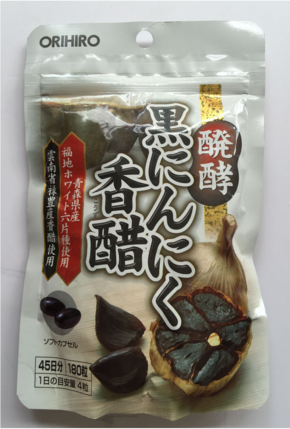 ORIHIRO
醗酵
黒にんにく
香醋
青森県産
福地ホワイト六片種使用
雲南省禄豊産香醋使用
ソフトカプセル
45日分 180粒
1日の目安量 4粒